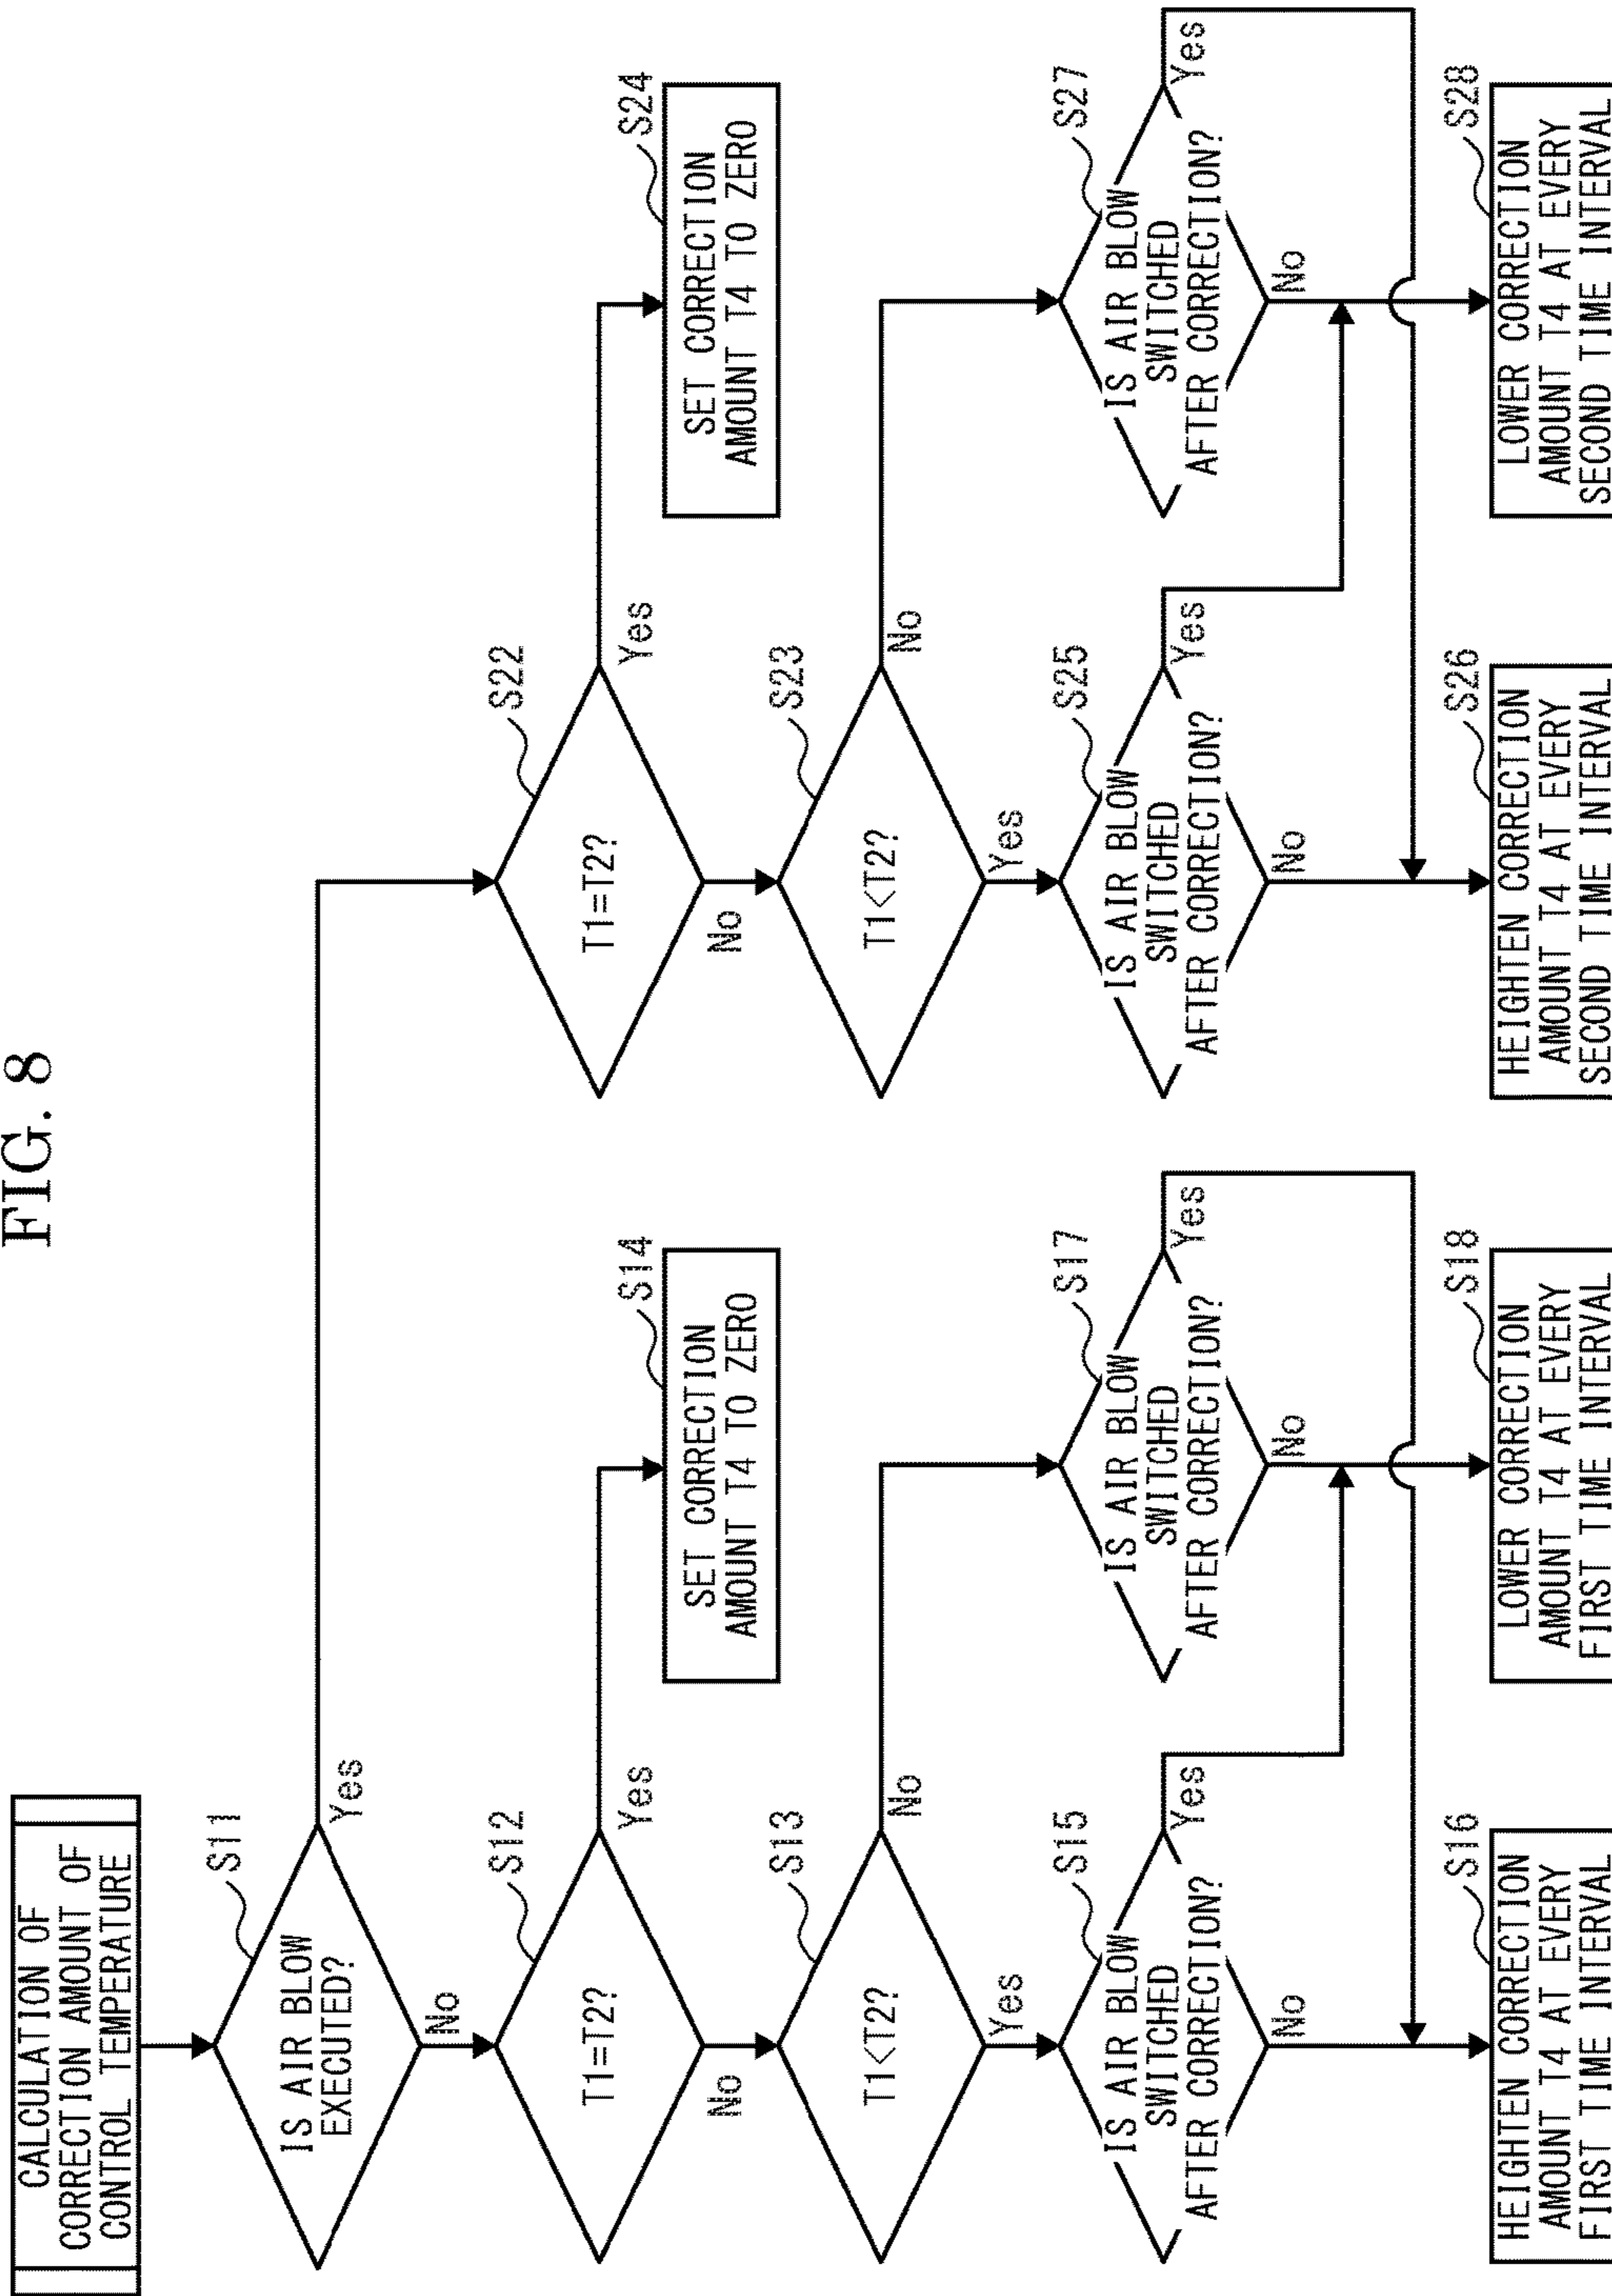 FIG. 8
CALCULATION OF
CORRECTION AMOUNT OF
CONTROL TEMPERATURE
S11
IS AIR BLOW
EXECUTED?
Yes
No
S12
T1=T2?
Yes
No
S22
T1=T2?
Yes
No
S14
SET CORRECTION
AMOUNT T4 TO ZERO
S24
SET CORRECTION
AMOUNT T4 TO ZERO
S13
T1<T2?
No
Yes
S23
T1<T2?
No
Yes
S15
IS AIR BLOW
SWITCHED
AFTER CORRECTION?
Yes
No
S17
IS AIR BLOW
SWITCHED
AFTER CORRECTION?
Yes
No
S25
IS AIR BLOW
SWITCHED
AFTER CORRECTION?
Yes
No
S27
IS AIR BLOW
SWITCHED
AFTER CORRECTION?
Yes
No
S16
HEIGHTEN CORRECTION
AMOUNT T4 AT EVERY
FIRST TIME INTERVAL
S18
LOWER CORRECTION
AMOUNT T4 AT EVERY
FIRST TIME INTERVAL
S26
HEIGHTEN CORRECTION
AMOUNT T4 AT EVERY
SECOND TIME INTERVAL
S28
LOWER CORRECTION
AMOUNT T4 AT EVERY
SECOND TIME INTERVAL